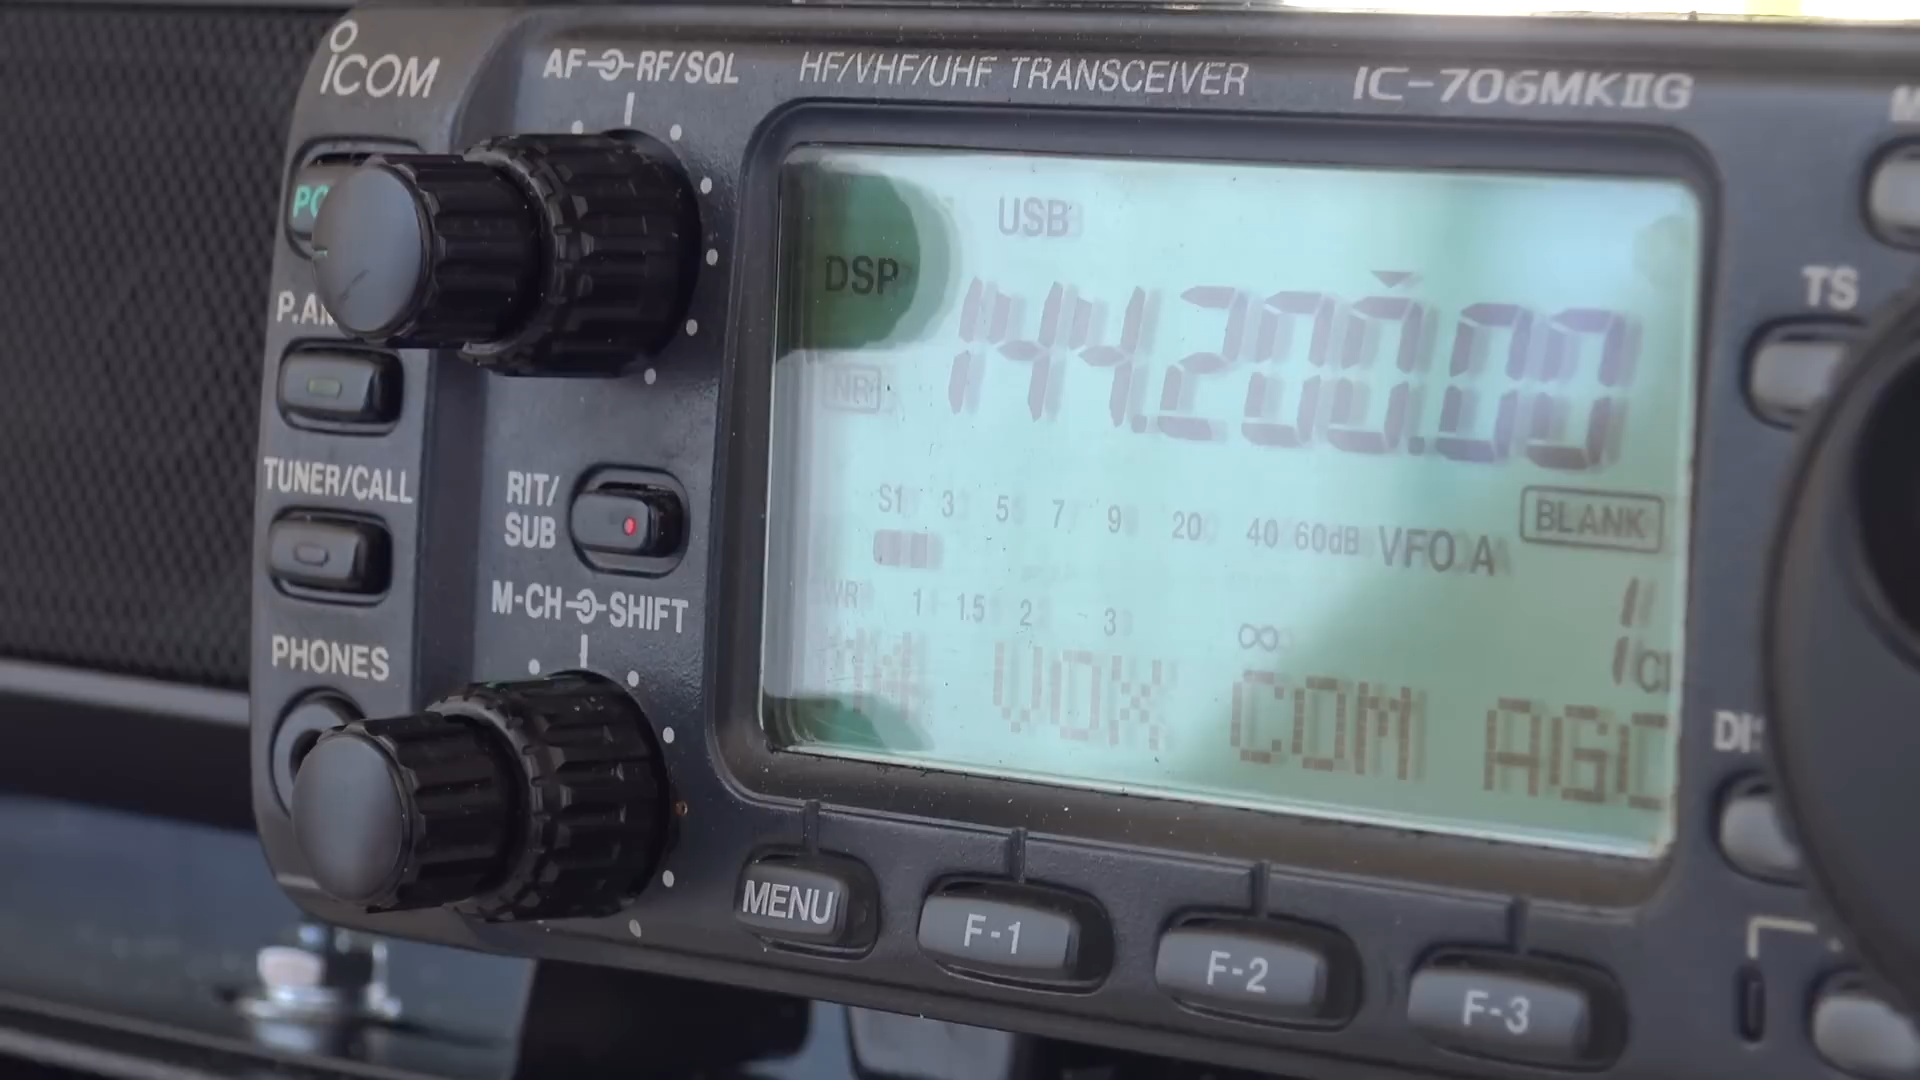 ICOM
AF RF/SQL
HF/VHF/UHF TRANSCEIVER
IC-706MKIIG
USB
DSP
144.200.00
TS
NR
TUNER/CALL
RIT/
SUB
S1 3 5 7 9 20 40 60dB VFO A
BLANK
M-CH SHIFT
1 1.5 2 3 ∞
PHONES
VOX COM AGC
MENU
F-1
F-2
F-3